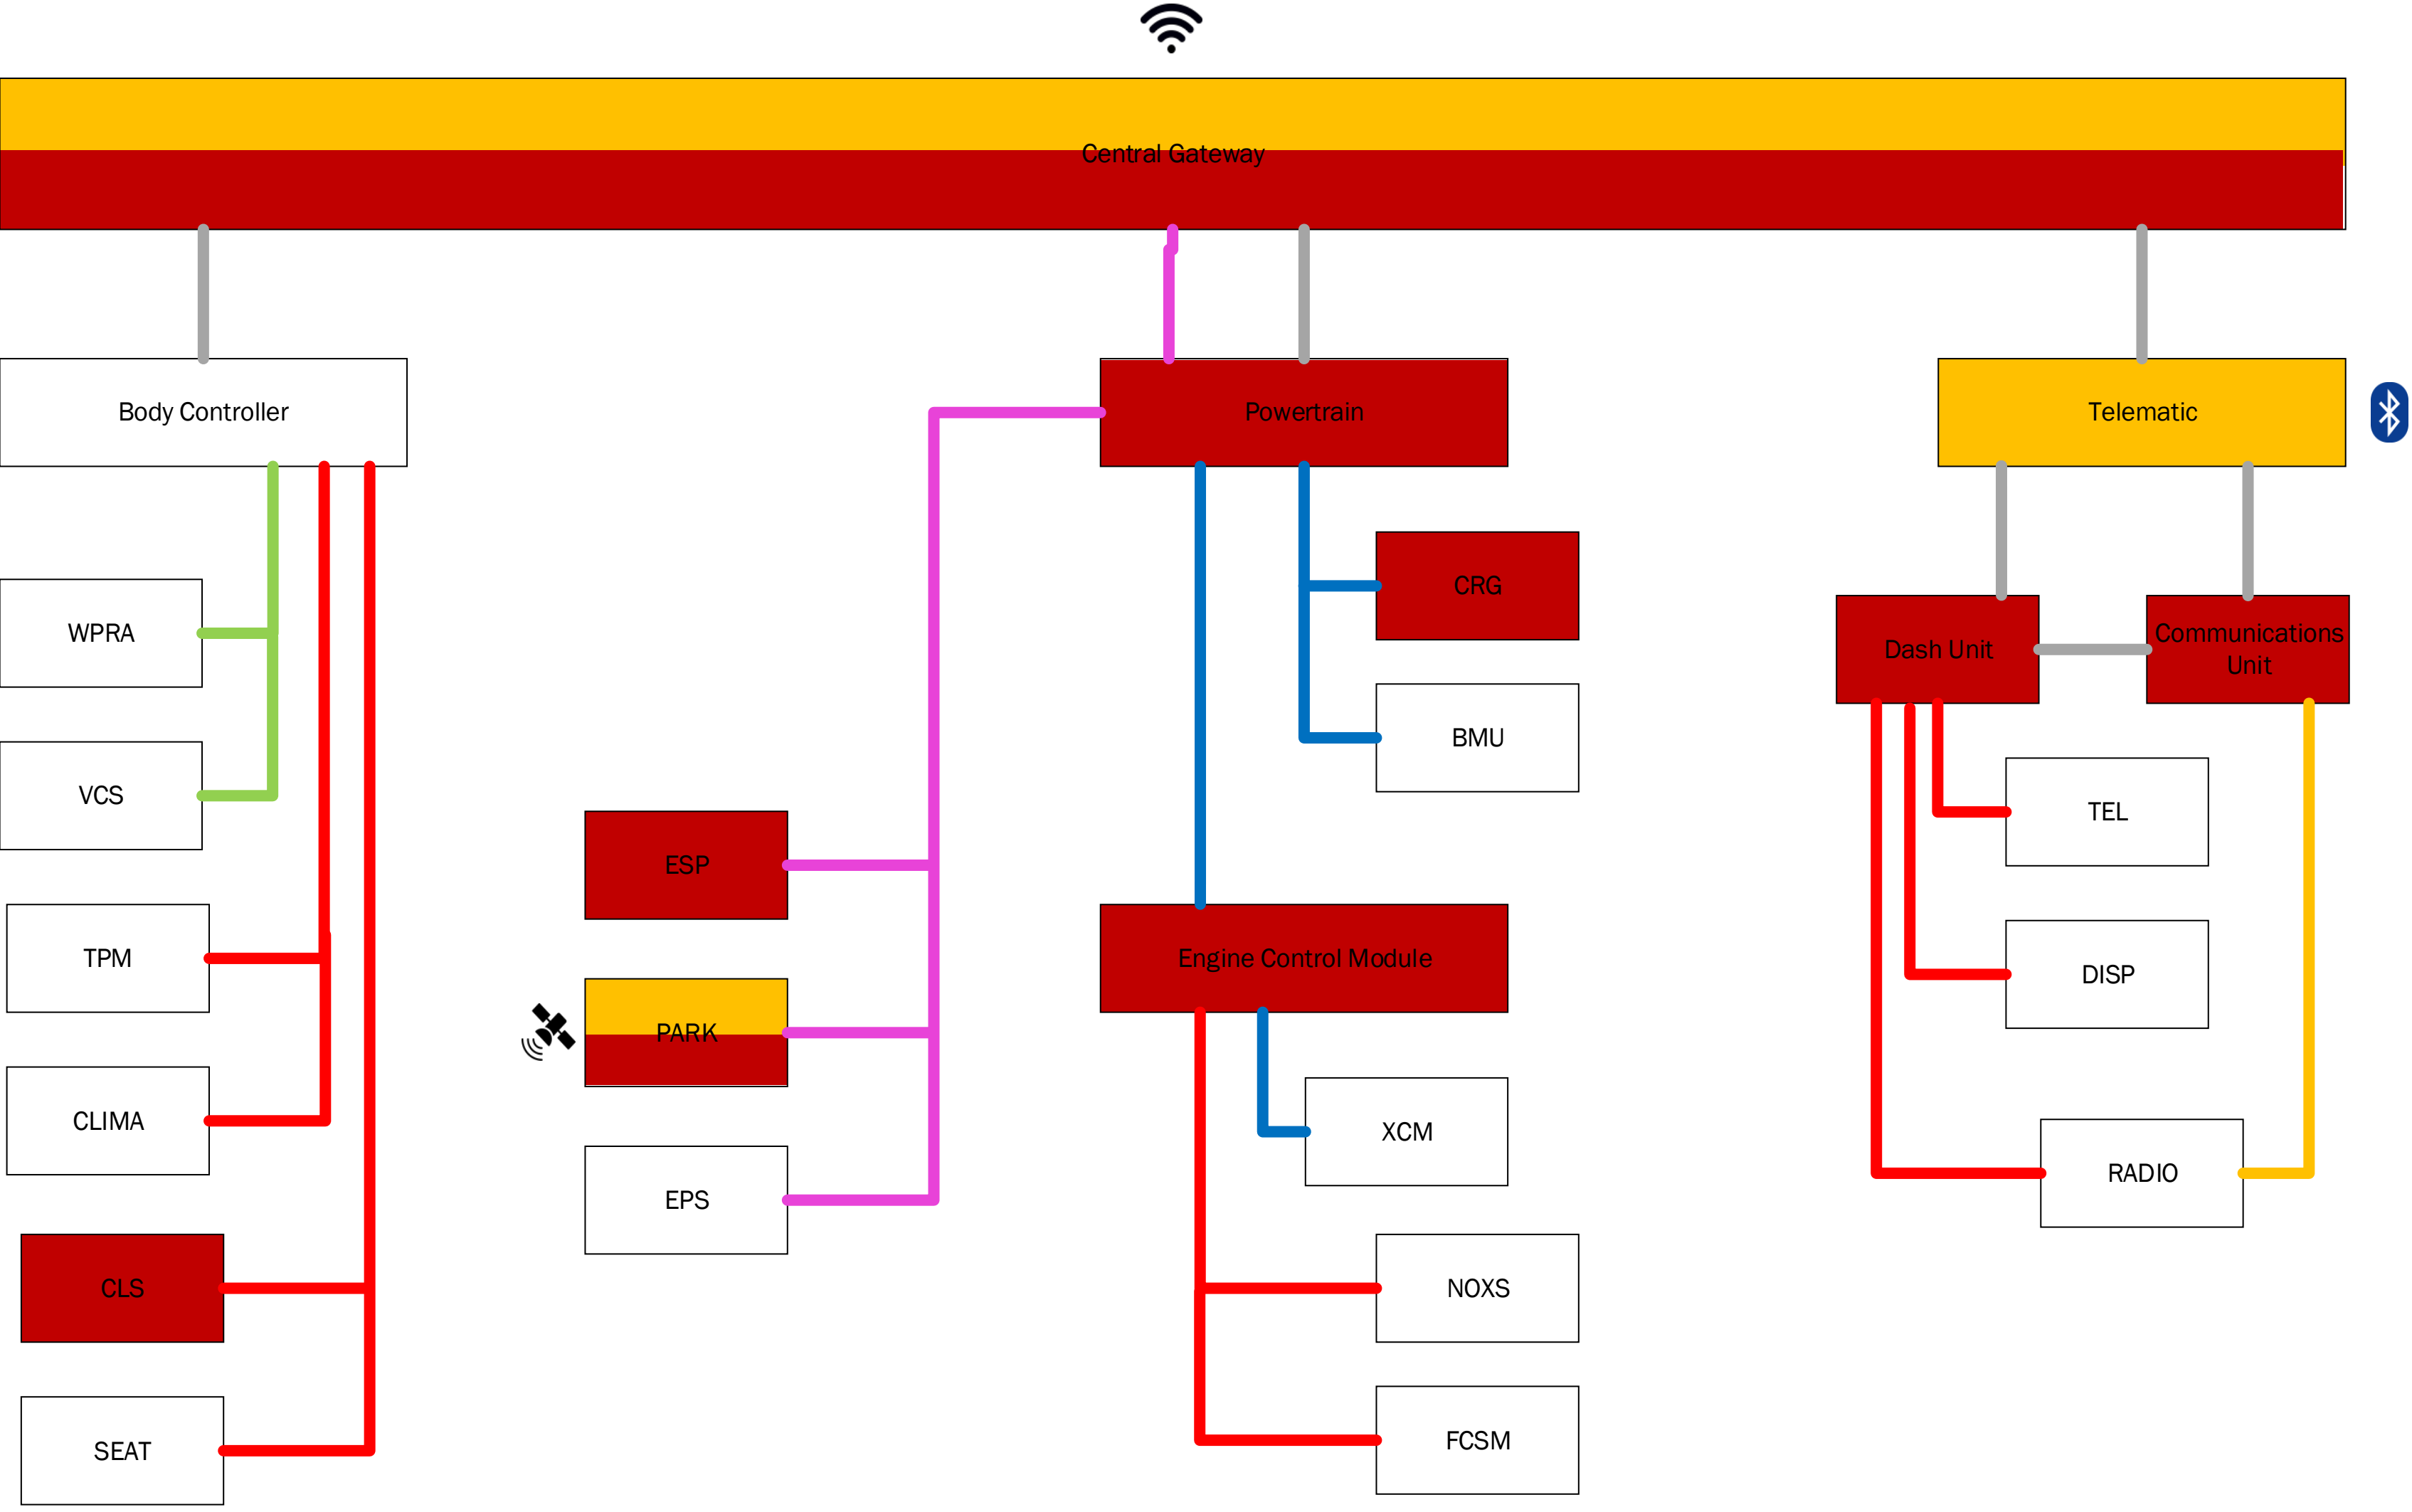 Central Gateway
Body Controller
Powertrain
Telematic
WPRA
VCS
TPM
CLIMA
CLS
SEAT
ESP
PARK
EPS
CRG
BMU
Engine Control Module
XCM
NOXS
FCSM
Dash Unit
Communications
Unit
TEL
DISP
RADIO